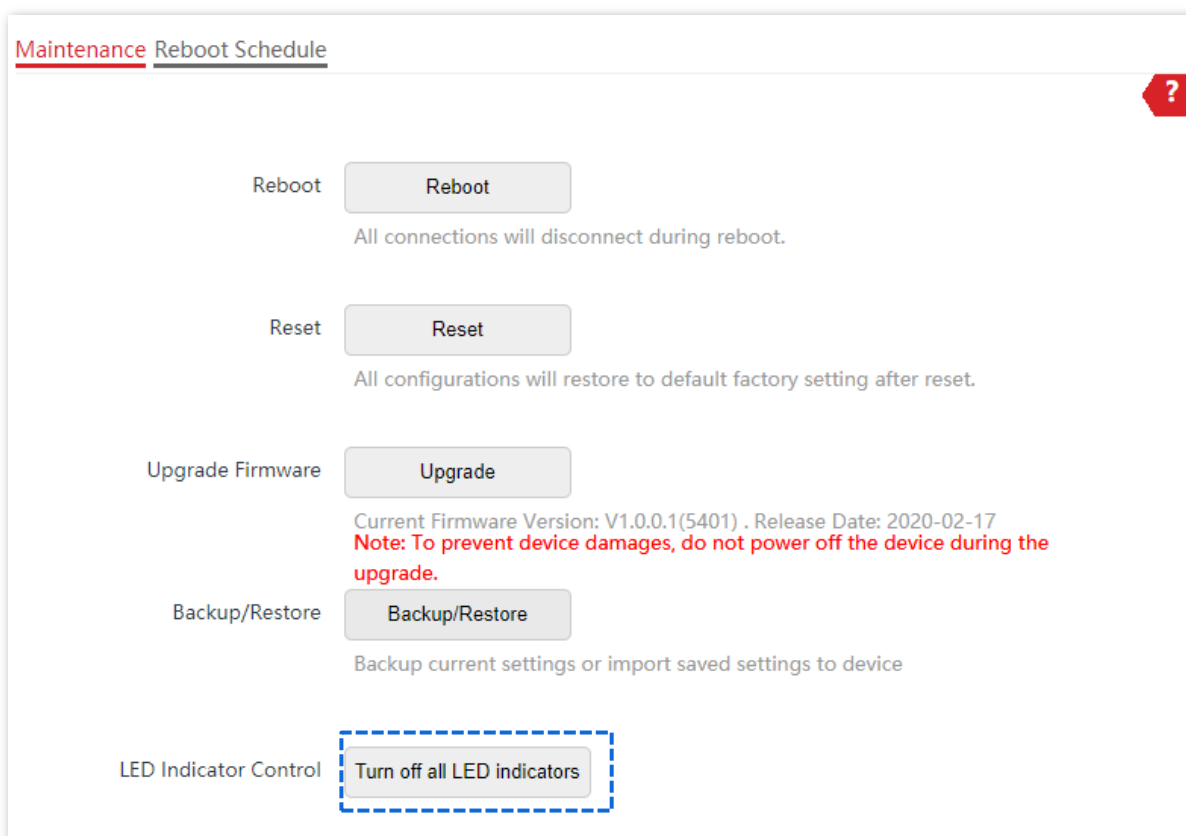 Maintenance Reboot Schedule
?
Reboot Reboot
All connections will disconnect during reboot.
Reset Reset
All configurations will restore to default factory setting after reset.
Upgrade Firmware Upgrade
Current Firmware Version: V1.0.0.1(5401) . Release Date: 2020-02-17
Note: To prevent device damages, do not power off the device during the
upgrade.
Backup/Restore Backup/Restore
Backup current settings or import saved settings to device
LED Indicator Control Turn off all LED indicators